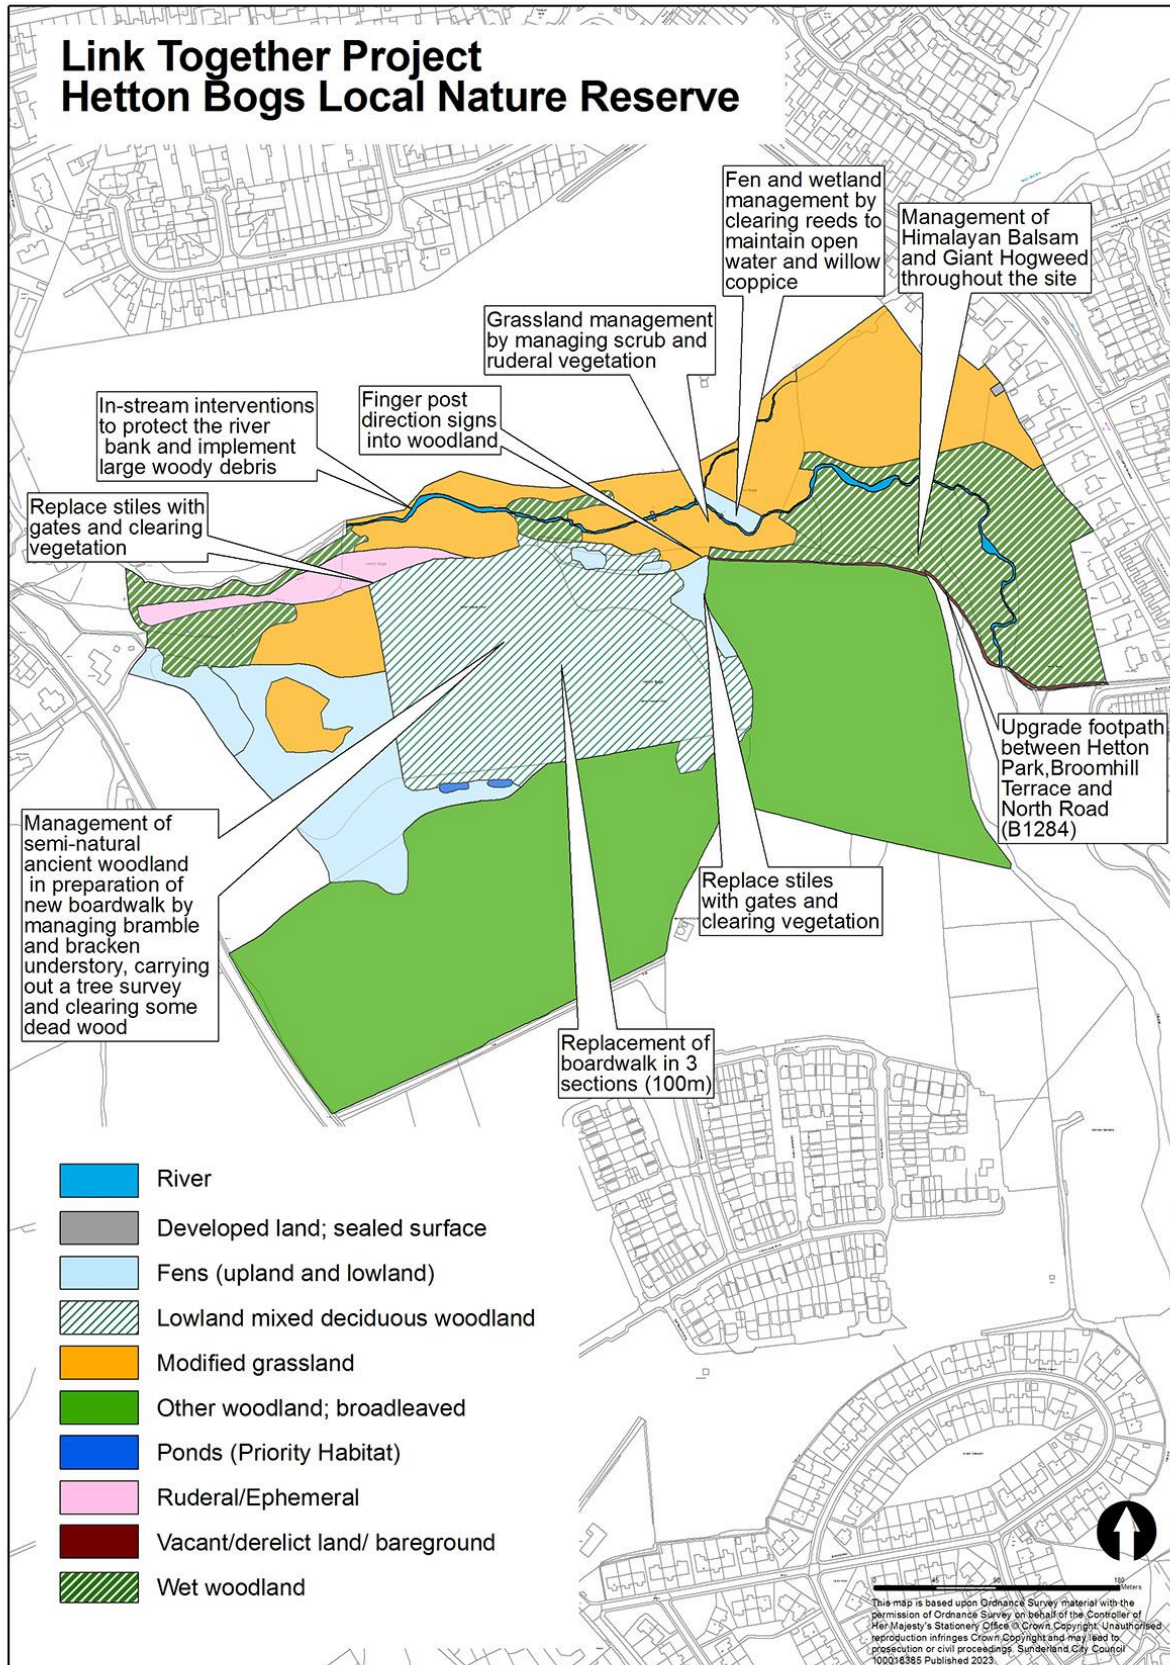 Link Together Project
Hetton Bogs Local Nature Reserve
Fen and wetland
management by
clearing reeds to
maintain open
water and willow
coppice
Management of
Himalayan Balsam
and Giant Hogweed
throughout the site
Grassland management
by managing scrub and
ruderal vegetation
Finger post
direction signs
into woodland
In-stream interventions
to protect the river
bank and implement
large woody debris
Replace stiles with
gates and clearing
vegetation
Upgrade footpath
between Hetton
Park,Broomhill
Terrace and
North Road
(B1284)
Management of
semi-natural
ancient woodland
in preparation of
new boardwalk by
managing bramble
and bracken
understory, carrying
out a tree survey
and clearing some
dead wood
Replace stiles
with gates and
clearing vegetation
Replacement of
boardwalk in 3
sections (100m)
River
Developed land; sealed surface
Fens (upland and lowland)
Lowland mixed deciduous woodland
Modified grassland
Other woodland; broadleaved
Ponds (Priority Habitat)
Ruderal/Ephemeral
Vacant/derelict land/ bareground
Wet woodland
0 45 90 180
Meters
This map is based upon Ordnance Survey material with the
permission of Ordnance Survey on behalf of the Controller of
Her Majesty's Stationery Office © Crown Copyright. Unauthorised
reproduction infringes Crown Copyright and may lead to
prosecution or civil proceedings. Sunderland City Council
100018385 Published 2023.